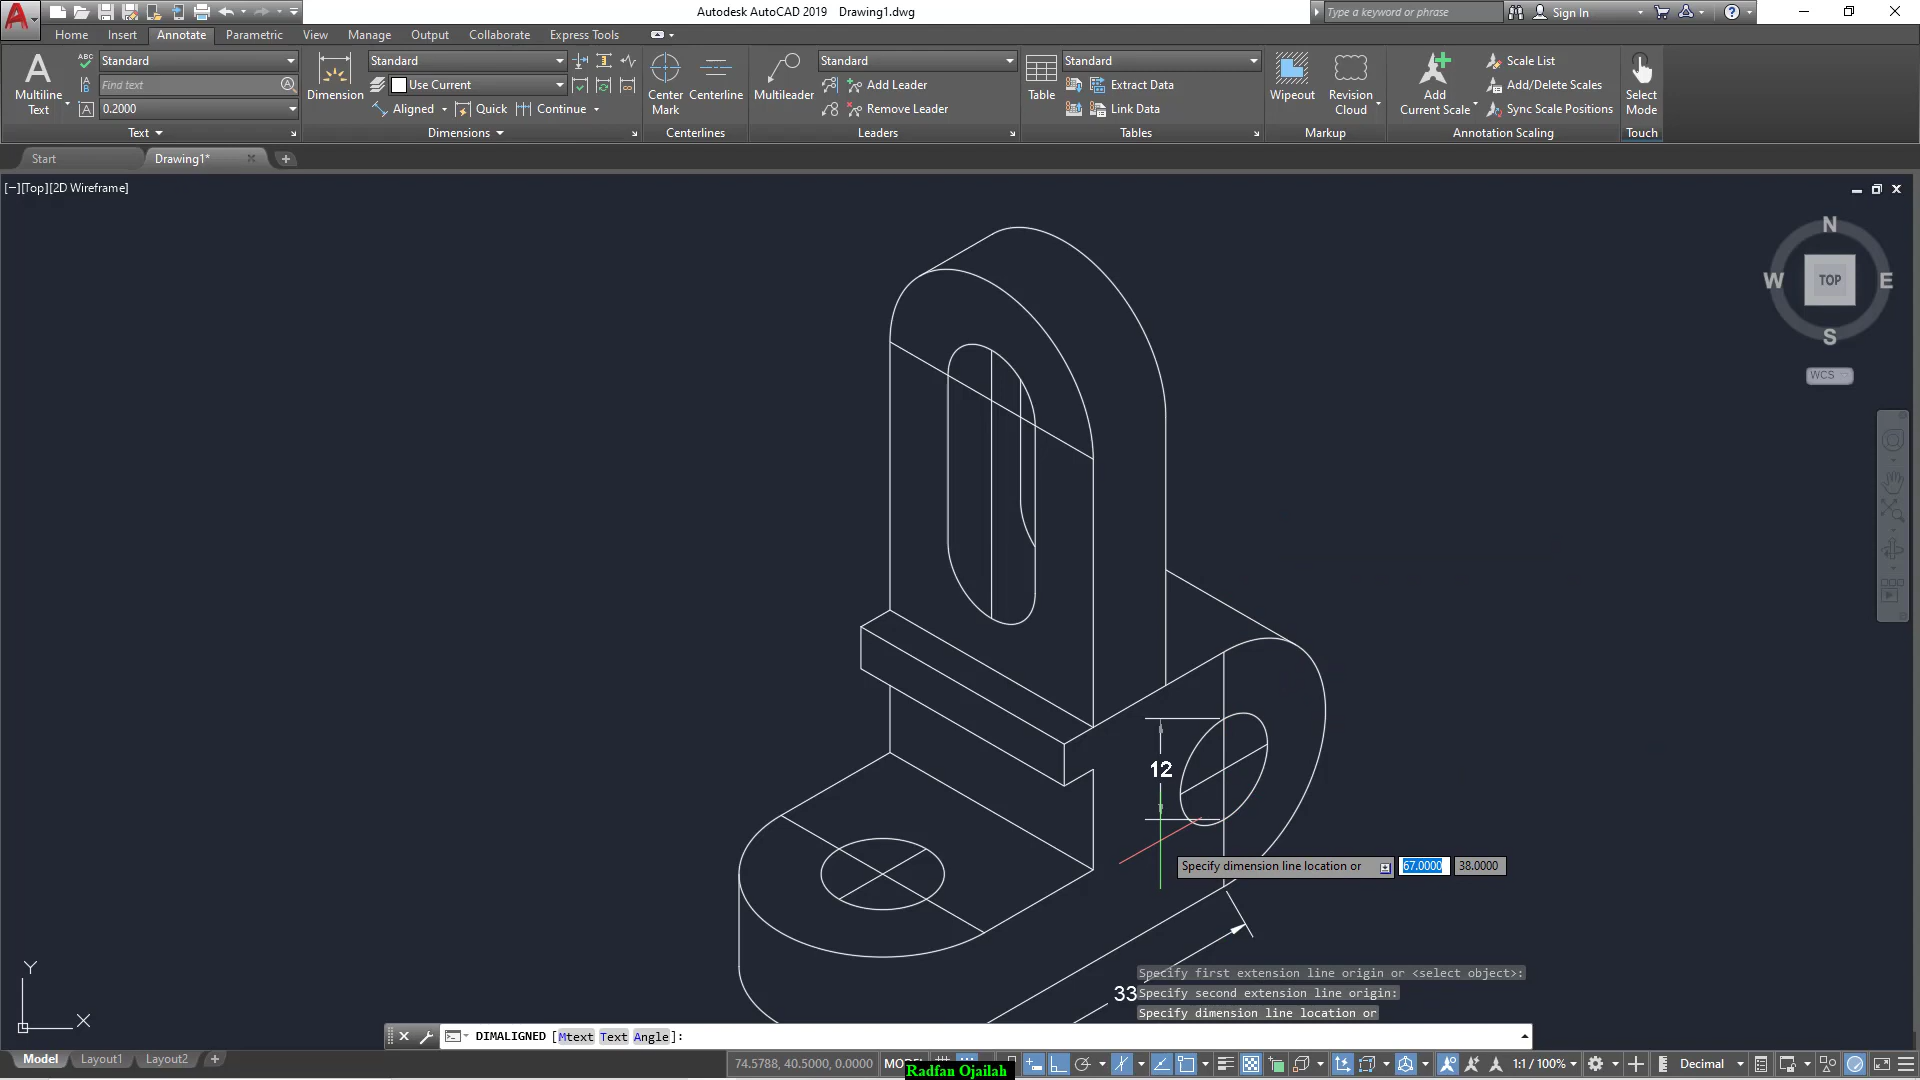 Autodesk AutoCAD 2019 Drawing1.dwg
Type a keyword or phrase
Sign In
Home Insert Annotate Parametric View Manage Output Collaborate Express Tools
Multiline
Text
ABC
Standard
Find text
0.2000
Text
Dimension
Standard
Use Current
Aligned Quick Continue
Dimensions
Center
Mark
Centerline
Centerlines
Multileader
Standard
Add Leader
Remove Leader
Leaders
Table
Standard
Extract Data
Link Data
Tables
Wipeout
Revision
Cloud
Markup
Add
Current Scale
Scale List
Add/Delete Scales
Sync Scale Positions
Annotation Scaling
Select
Mode
Touch
Start
Drawing1*
[−][Top][2D Wireframe]
N
W TOP E
S
WCS
12
Specify dimension line location or 67.0000 38.0000
33
Specify first extension line origin or <select object>:
Specify second extension line origin:
Specify dimension line location or
Y
X
DIMALIGNED [Mtext Text Angle]:
Model Layout1 Layout2
74.5788, 40.5000, 0.0000
1:1 / 100%
Decimal
Radfan Ojailah